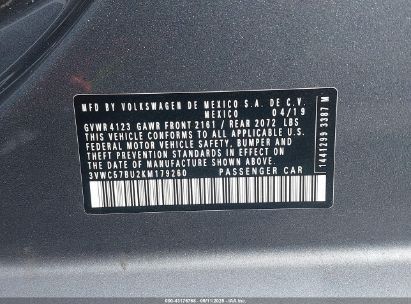 MFD BY VOLKSWAGEN DE MEXICO S.A. DE C.V.
MEXICO 04/19
GVWR 4123 GAWR FRONT 2161 / REAR 2072 LBS
THIS VEHICLE CONFORMS TO ALL APPLICABLE
FEDERAL MOTOR VEHICLE SAFETY, BUMPER AND
THEFT PREVENTION STANDARDS IN EFFECT ON
THE DATE OF MANUFACTURE SHOWN ABOVE
3VWC57BU2KM179260 PASSENGER CAR
1441299 3387 M